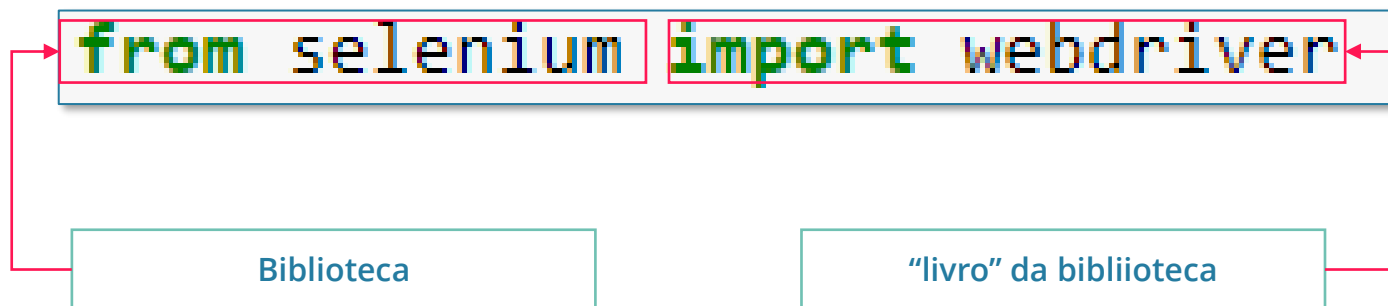 from selenium import webdriver
Biblioteca
“livro” da bibliioteca